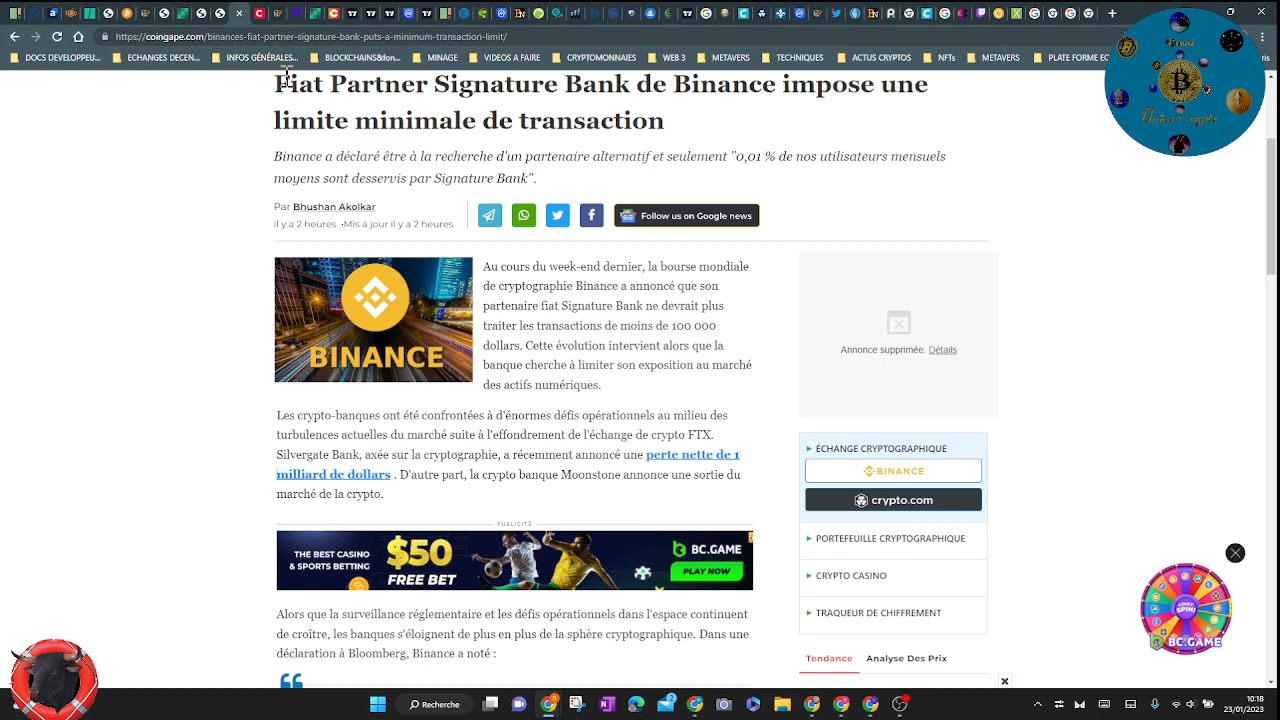 https://coingape.com/binance-fiat-partner-signature-bank-imposes-minimum-transaction-limit/
DOCS DEVELOPPEU...
ECHANGES DECEN...
INFOS GÉNÉRALES...
BLOCKCHAINS&fon...
MINAGE
VIDEOS A FAIRE
CRYPTOMONNAIES
WEB 3
METAVERS
TECHNIQUES
ACTUS CRYPTOS
NFTs
METAVERS
Fiat Partner Signature Bank de Binance impose une
limite minimale de transaction
Binance a déclaré être à la recherche d'un partenaire alternatif et seulement "0,01 % de nos utilisateurs mensuels
moyens sont desservis par Signature Bank".
Par Bhushan Akolkar
il y a 2 heures ·Mis à jour il y a 2 heures
Follow us on Google news
BINANCE
Au cours du week-end dernier, la bourse mondiale
de cryptographie Binance a annoncé que son
partenaire fiat Signature Bank ne devrait plus
traiter les transactions de moins de 100 000
dollars. Cette évolution intervient alors que la
banque cherche à limiter son exposition au marché
des actifs numériques.
Les crypto-banques ont été confrontées à d'énormes défis opérationnels au milieu des
turbulences actuelles du marché suite à l'effondrement de l'échange de crypto FTX.
Silvergate Bank, axée sur la cryptographie, a récemment annoncé une perte nette de 1
milliard de dollars . D'autre part, la crypto banque Moonstone annonce une sortie du
marché de la crypto.
PUBLICITÉ
THE BEST CASINO
& SPORTS BETTING
$50
FREE BET
BC.GAME
PLAY NOW
Alors que la surveillance réglementaire et les défis opérationnels dans l'espace continuent
de croître, les banques s'éloignent de plus en plus de la sphère cryptographique. Dans une
déclaration à Bloomberg, Binance a noté :
Annonce supprimée. Détails
ÉCHANGE CRYPTOGRAPHIQUE
BINANCE
crypto.com
PORTEFEUILLE CRYPTOGRAPHIQUE
CRYPTO CASINO
TRAQUEUR DE CHIFFREMENT
Tendance
Analyse Des Prix
LUCKY
SPIN!
BC.GAME
Recherche
10:18
23/01/2023